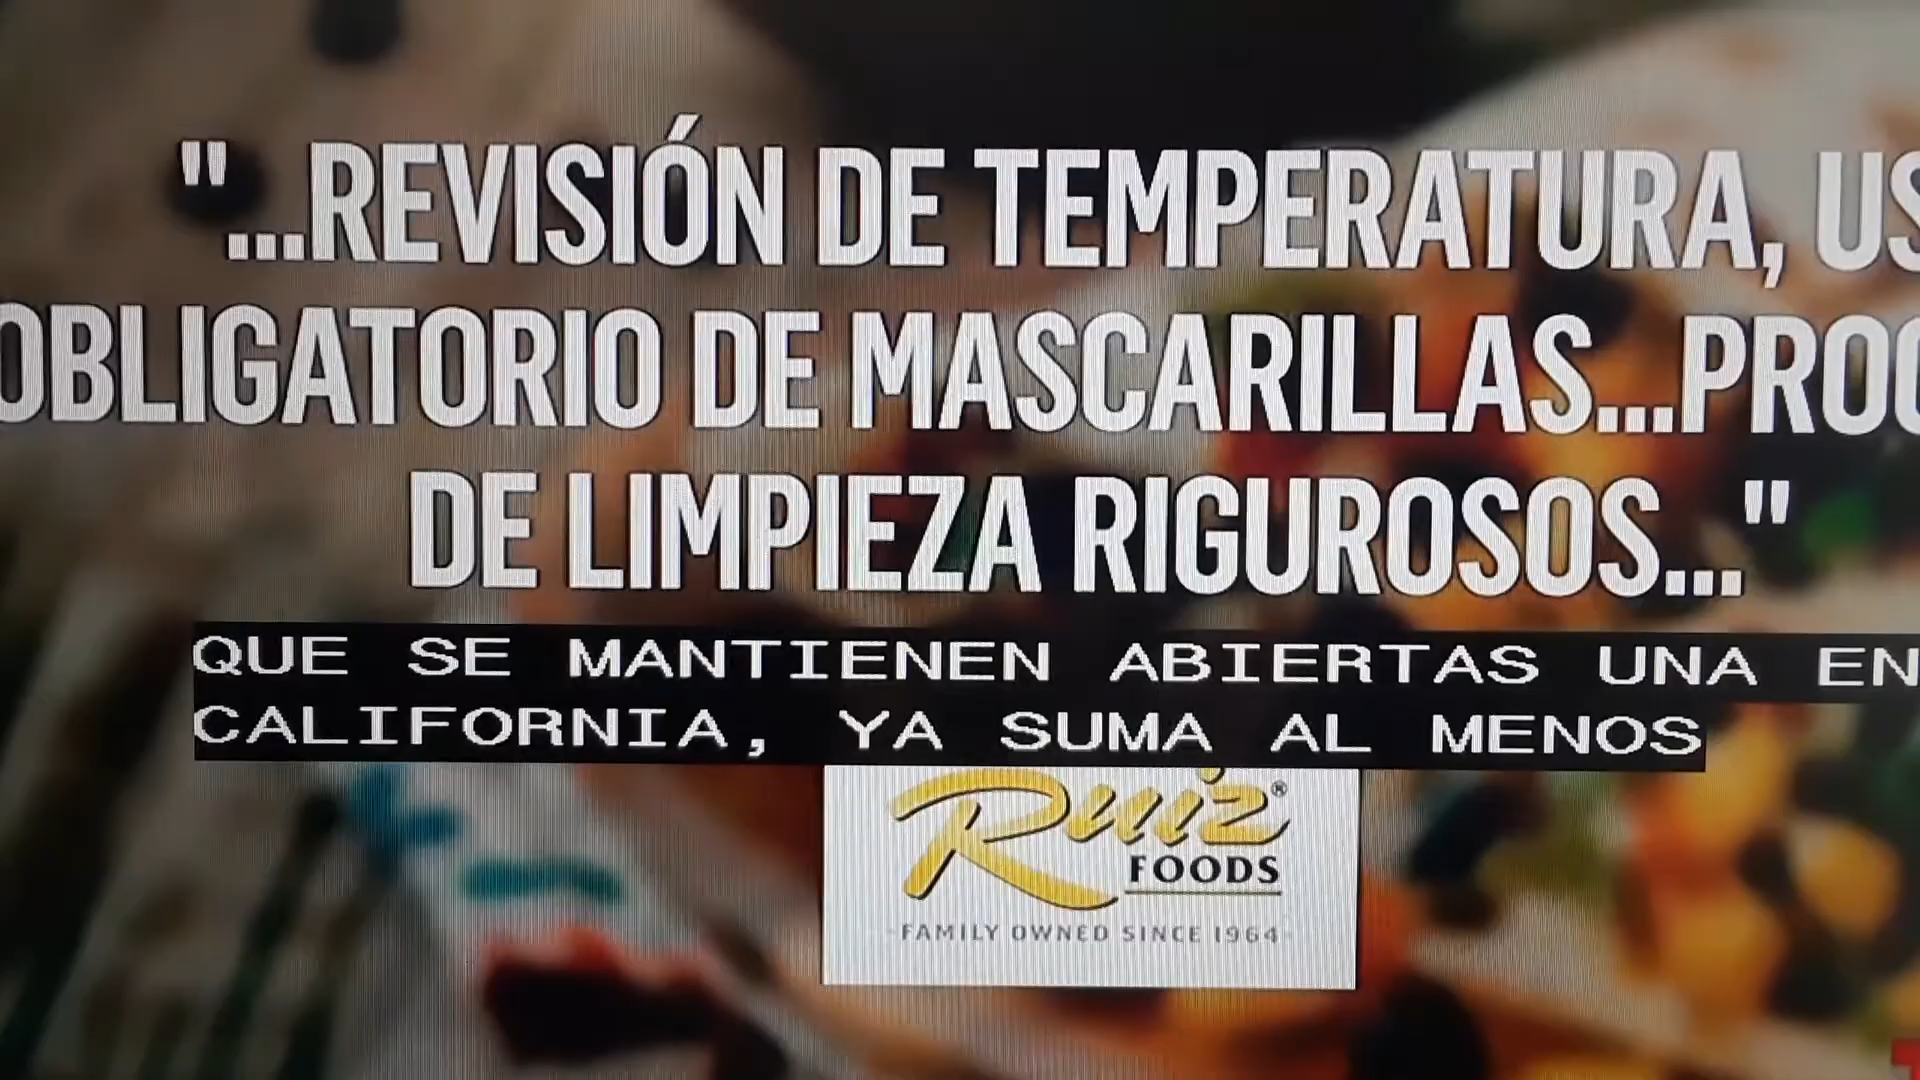 "...REVISIÓN DE TEMPERATURA, US
OBLIGATORIO DE MASCARILLAS...PROC
DE LIMPIEZA RIGUROSOS..."
QUE SE MANTIENEN ABIERTAS UNA EN
CALIFORNIA, YA SUMA AL MENOS
Ruiz®
FOODS
FAMILY OWNED SINCE 1964